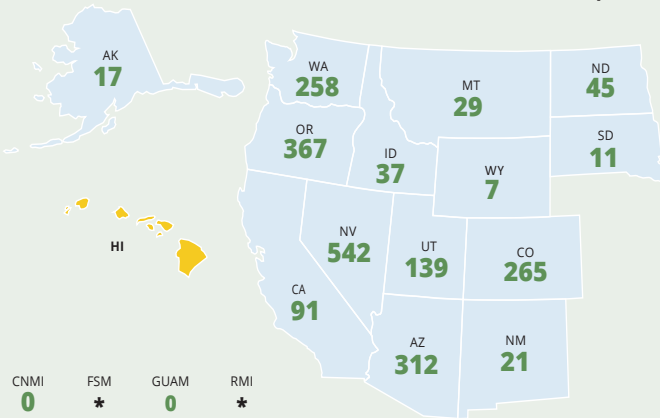 AK
17
WA
258
MT
29
ND
45
OR
367
ID
37
SD
11
WY
7
HI
NV
542
UT
139
CO
265
CA
91
AZ
312
NM
21
CNMI FSM GUAM RMI
0 * 0 *